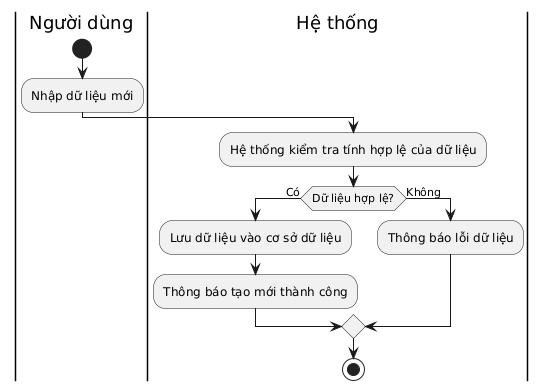 Người dùng
Hệ thống
Nhập dữ liệu mới
Hệ thống kiểm tra tính hợp lệ của dữ liệu
Dữ liệu hợp lệ?
Có
Không
Lưu dữ liệu vào cơ sở dữ liệu
Thông báo lỗi dữ liệu
Thông báo tạo mới thành công